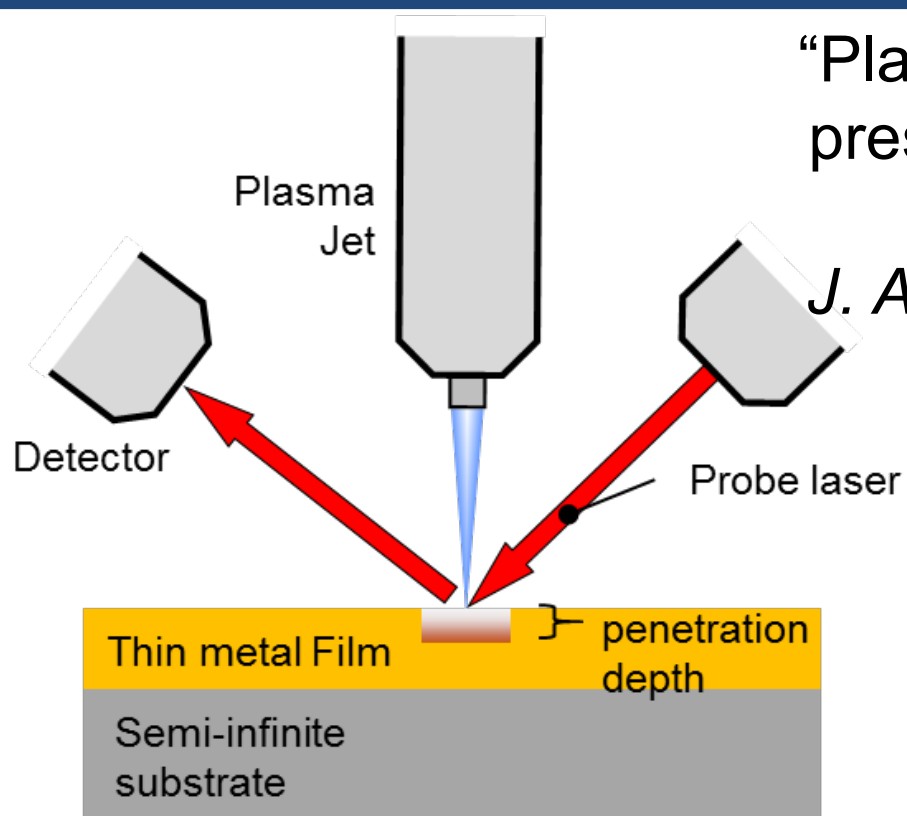 “Pla
pres
J. A
Plasma
Jet
Detector
Probe laser
penetration
depth
Thin metal Film
Semi-infinite
substrate